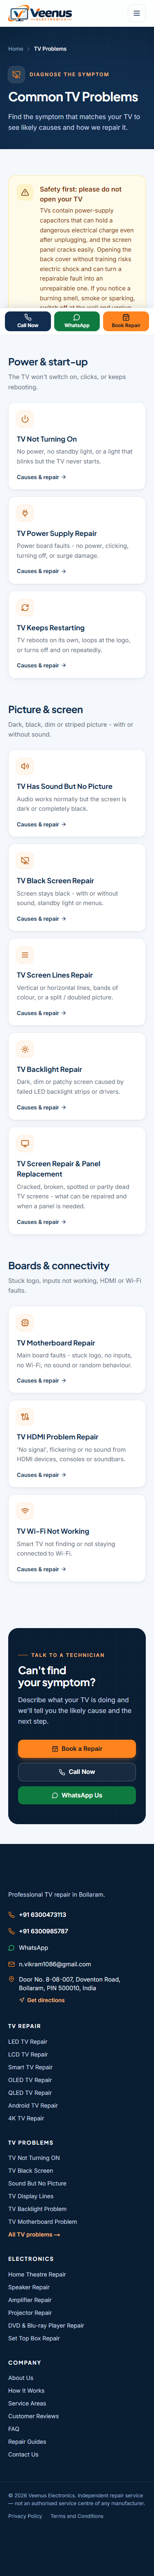 Veenus
ELECTRONICS
Home > TV Problems
DIAGNOSE THE SYMPTOM
Common TV Problems
Find the symptom that matches your TV to
see likely causes and how we repair it.
Safety first: please do not
open your TV
TVs contain power-supply
capacitors that can hold a
dangerous electrical charge even
after unplugging, and the screen
panel cracks easily. Opening the
back cover without training risks
electric shock and can turn a
repairable fault into an
unrepairable one. If you notice a
burning smell, smoke or sparking,
Call Now
WhatsApp
Book Repair
Power & start-up
The TV won't switch on, clicks, or keeps
rebooting.
TV Not Turning On
No power, no standby light, or a light that
blinks but the TV never starts.
Causes & repair →
TV Power Supply Repair
Power board faults - no power, clicking,
turning off, or surge damage.
Causes & repair →
TV Keeps Restarting
TV reboots on its own, loops at the logo,
or turns off and on repeatedly.
Causes & repair →
Picture & screen
Dark, black, dim or striped picture - with or
without sound.
TV Has Sound But No Picture
Audio works normally but the screen is
dark or completely black.
Causes & repair →
TV Black Screen Repair
Screen stays black - with or without
sound, standby light or menus.
Causes & repair →
TV Screen Lines Repair
Vertical or horizontal lines, bands of
colour, or a split / doubled picture.
Causes & repair →
TV Backlight Repair
Dark, dim or patchy screen caused by
failed LED backlight strips or drivers.
Causes & repair →
TV Screen Repair & Panel
Replacement
Cracked, broken, spotted or partly dead
TV screens - what can be repaired and
when a panel is needed.
Causes & repair →
Boards & connectivity
Stuck logo, inputs not working, HDMI or Wi-Fi
faults.
TV Motherboard Repair
Main board faults - stuck logo, no inputs,
no Wi-Fi, no sound or random behaviour.
Causes & repair →
TV HDMI Problem Repair
'No signal', flickering or no sound from
HDMI devices, consoles or soundbars.
Causes & repair →
TV Wi-Fi Not Working
Smart TV not finding or not staying
connected to Wi-Fi.
Causes & repair →
TALK TO A TECHNICIAN
Can't find
your symptom?
Describe what your TV is doing and
we'll tell you the likely cause and the
next step.
Book a Repair
Call Now
WhatsApp Us
Professional TV repair in Bollaram.
+91 6300473113
+91 6300985787
WhatsApp
n.vikram1086@gmail.com
Door No. 8-08-007, Doventon Road,
Bollaram, PIN 500010, India
Get directions
TV REPAIR
LED TV Repair
LCD TV Repair
Smart TV Repair
OLED TV Repair
QLED TV Repair
Android TV Repair
4K TV Repair
TV PROBLEMS
TV Not Turning ON
TV Black Screen
Sound But No Picture
TV Display Lines
TV Backlight Problem
TV Motherboard Problem
All TV problems →
ELECTRONICS
Home Theatre Repair
Speaker Repair
Amplifier Repair
Projector Repair
DVD & Blu-ray Player Repair
Set Top Box Repair
COMPANY
About Us
How It Works
Service Areas
Customer Reviews
FAQ
Repair Guides
Contact Us
© 2026 Veenus Electronics. Independent repair service
— not an authorised service centre of any manufacturer.
Privacy Policy Terms and Conditions